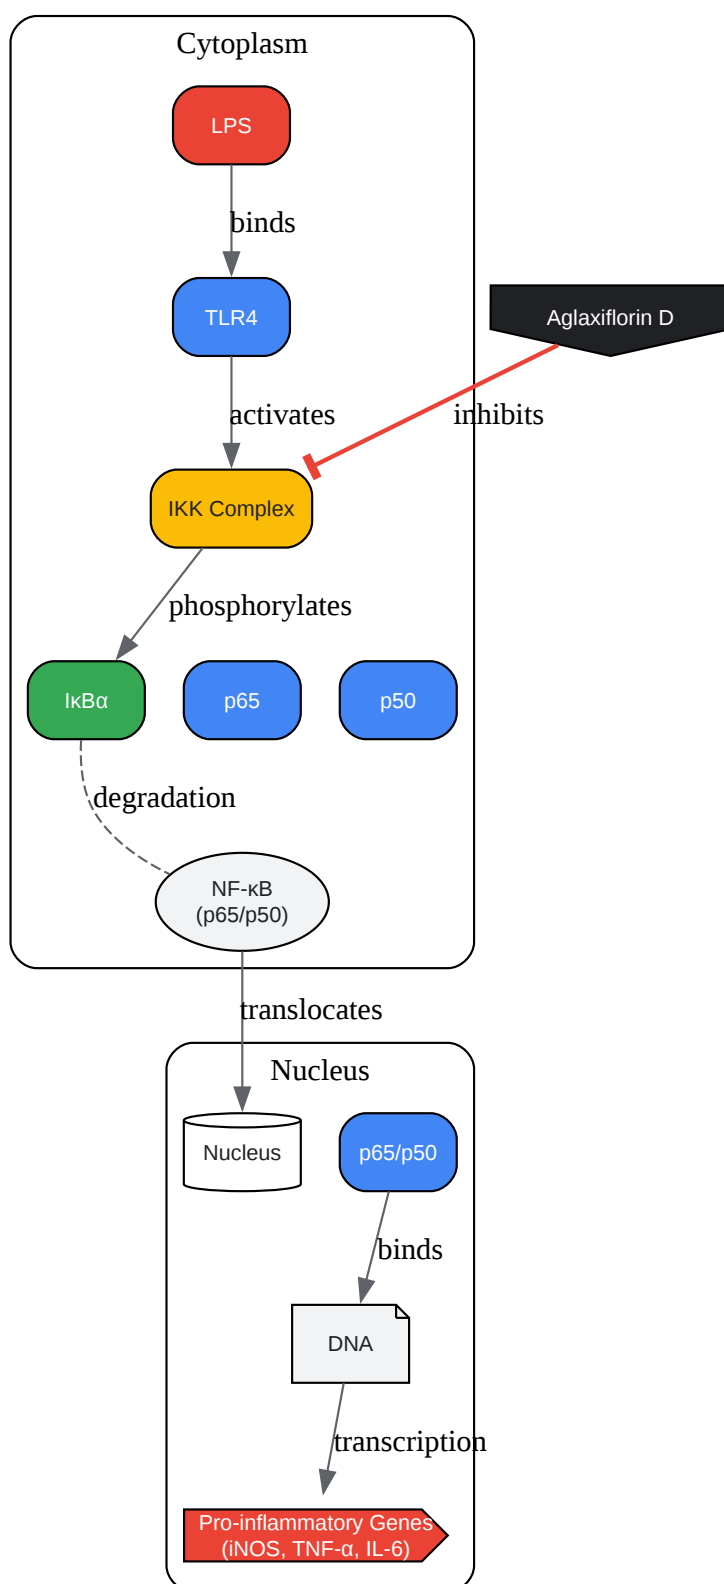 Cytoplasm
LPS
binds
TLR4
Aglaxiflorin D
activates
inhibits
IKK Complex
phosphorylates
IκBα
p65
p50
degradation
NF-κB
(p65/p50)
translocates
Nucleus
Nucleus
p65/p50
binds
DNA
transcription
Pro-inflammatory Genes
(iNOS, TNF-α, IL-6)